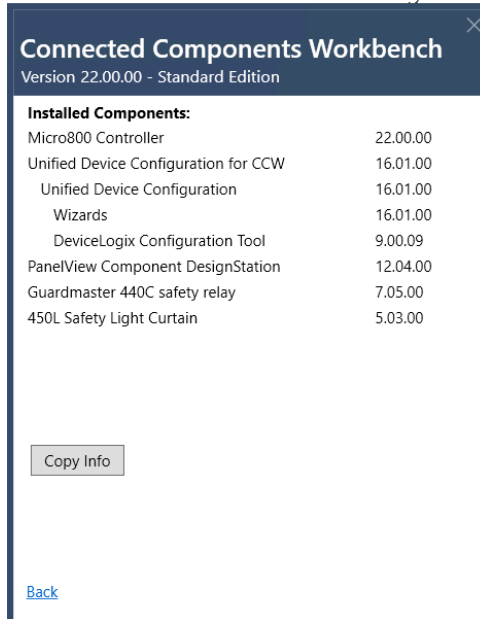 Connected Components Workbench
Version 22.00.00 - Standard Edition
Installed Components:
Micro800 Controller 22.00.00
Unified Device Configuration for CCW 16.01.00
Unified Device Configuration 16.01.00
Wizards 16.01.00
DeviceLogix Configuration Tool 9.00.09
PanelView Component DesignStation 12.04.00
Guardmaster 440C safety relay 7.05.00
450L Safety Light Curtain 5.03.00
Copy Info
Back